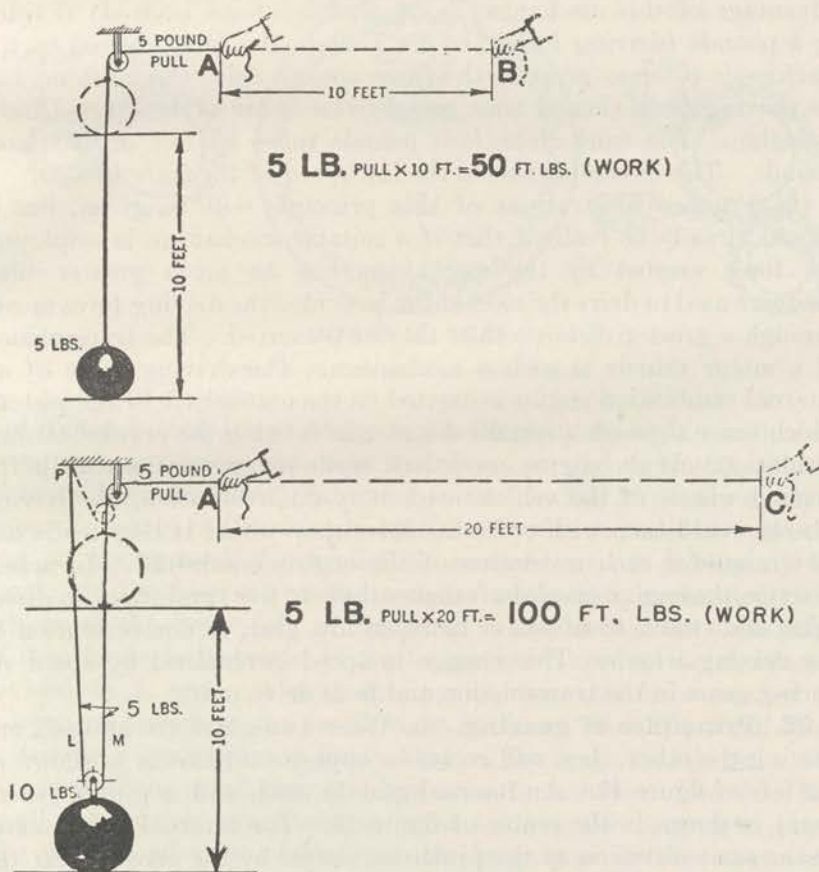 5 POUND
PULL
A
B
10 FEET
5 LB. PULL × 10 FT. = 50 FT. LBS. (WORK)
10 FEET
5 LBS.
P
5 POUND
PULL
A
C
20 FEET
5 LB. PULL × 20 FT. = 100 FT, LBS. (WORK)
10 FEET
5 LBS.
L
M
10 LBS.